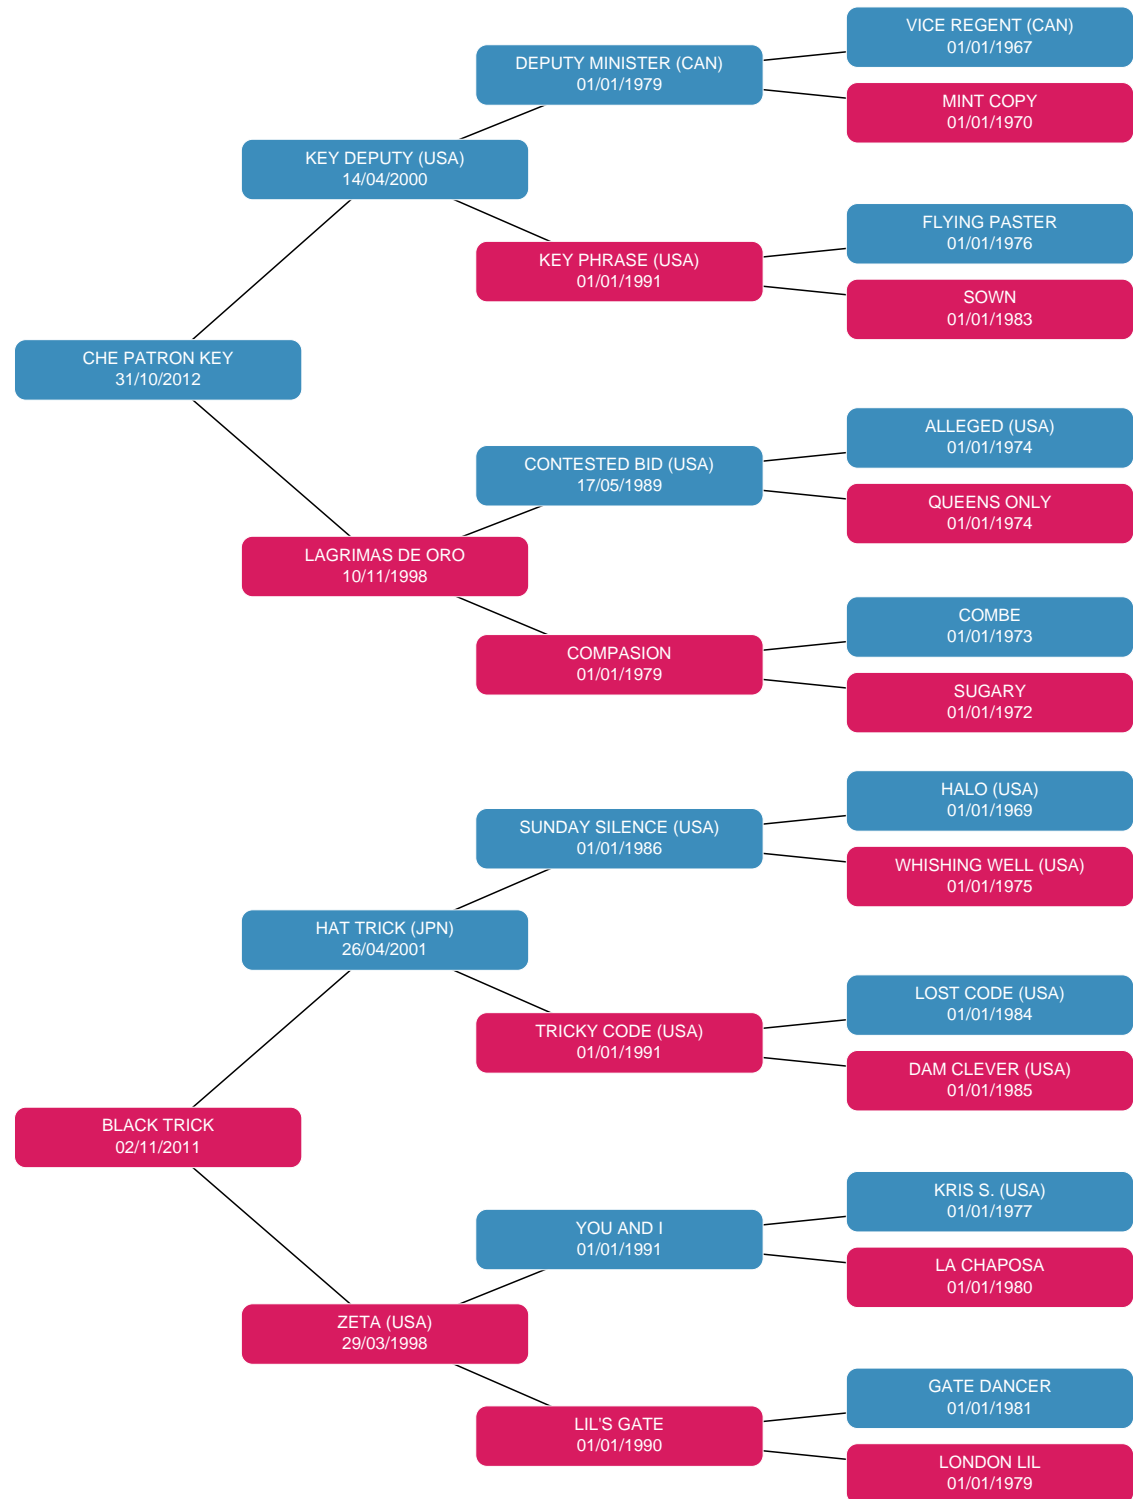 VICE REGENT (CAN)
01/01/1967
DEPUTY MINISTER (CAN)
01/01/1979
MINT COPY
01/01/1970
KEY DEPUTY (USA)
14/04/2000
FLYING PASTER
01/01/1976
KEY PHRASE (USA)
01/01/1991
SOWN
01/01/1983
CHE PATRON KEY
31/10/2012
ALLEGED (USA)
01/01/1974
CONTESTED BID (USA)
17/05/1989
QUEENS ONLY
01/01/1974
LAGRIMAS DE ORO
10/11/1998
COMBE
01/01/1973
COMPASION
01/01/1979
SUGARY
01/01/1972
HALO (USA)
01/01/1969
SUNDAY SILENCE (USA)
01/01/1986
WHISHING WELL (USA)
01/01/1975
HAT TRICK (JPN)
26/04/2001
LOST CODE (USA)
01/01/1984
TRICKY CODE (USA)
01/01/1991
DAM CLEVER (USA)
01/01/1985
BLACK TRICK
02/11/2011
KRIS S. (USA)
01/01/1977
YOU AND I
01/01/1991
LA CHAPOSA
01/01/1980
ZETA (USA)
29/03/1998
GATE DANCER
01/01/1981
LIL'S GATE
01/01/1990
LONDON LIL
01/01/1979